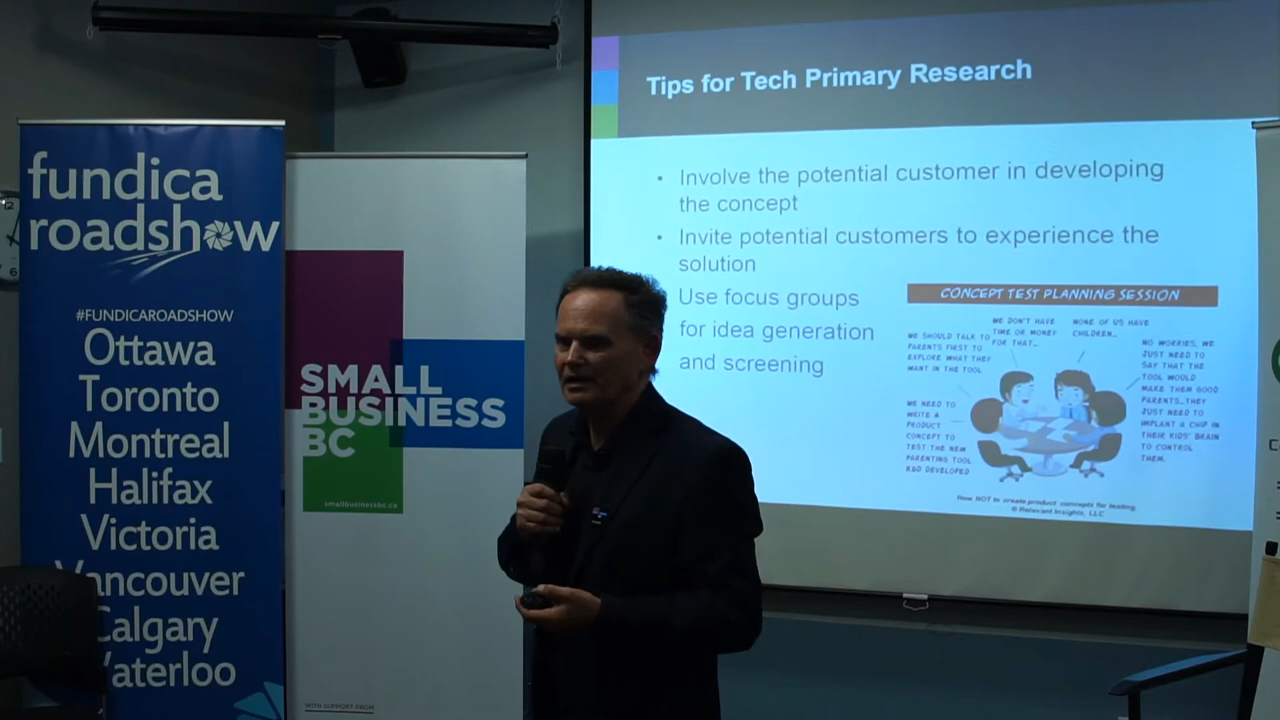 fundica
roadshow
#FUNDICAROADSHOW
Ottawa
Toronto
Montreal
Halifax
Victoria
Vancouver
Calgary
Waterloo
SMALL
BUSINESS
BC
smallbusinessbc.ca
WITH SUPPORT FROM
Tips for Tech Primary Research
• Involve the potential customer in developing
the concept
• Invite potential customers to experience the
solution
Use focus groups
for idea generation
and screening
CONCEPT TEST PLANNING SESSION
WE SHOULD TALK TO
PARENTS FIRST TO
EXPLORE WHAT THEY
WANT IN THE TOOL
WE DON'T HAVE
TIME OR MONEY
FOR THAT...
NONE OF US HAVE
CHILDREN...
NO WORRIES, WE
JUST NEED TO
SAY THAT THE
TOOL WOULD
MAKE THEM GOOD
PARENTS...THEY
JUST NEED TO
IMPLANT A CHIP IN
THEIR KIDS' BRAIN
TO CONTROL
THEM.
WE NEED TO
WRITE A
PRODUCT
CONCEPT TO
TEST THE NEW
PARENTING TOOL
R&D DEVELOPED
How NOT to create product concepts for testing.
© Relevant Insights, LLC
12
6